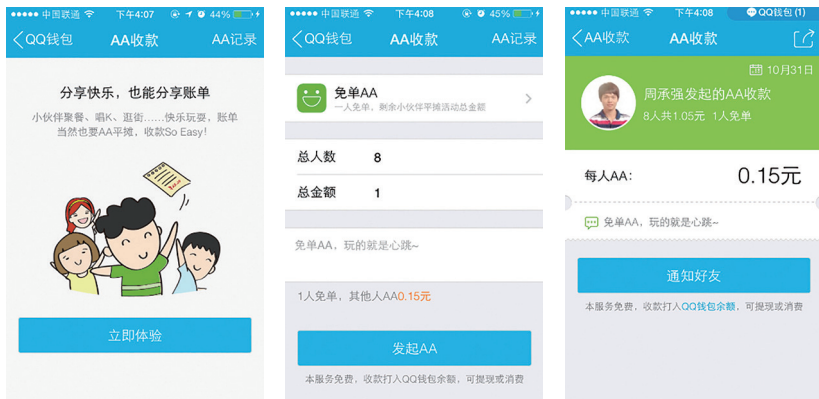 中国联通 下午4:07 44%
QQ钱包 AA收款 AA记录
分享快乐，也能分享账单
小伙伴聚餐、唱K、逛街……快乐玩耍，账单
当然也要AA平摊，收款So Easy!
立即体验
中国联通 下午4:08 45%
QQ钱包 AA收款 AA记录
免单AA
一人免单，剩余小伙伴平摊活动总金额
总人数 8
总金额 1
免单AA，玩的就是心跳~
1人免单，其他人AA0.15元
发起AA
本服务免费，收款打入QQ钱包余额，可提现或消费
中国联通 下午4:08 QQ钱包 (1)
AA收款 AA收款
10月31日
周承强发起的AA收款
8人共1.05元 1人免单
每人AA: 0.15元
免单AA，玩的就是心跳~
通知好友
本服务免费，收款打入QQ钱包余额，可提现或消费